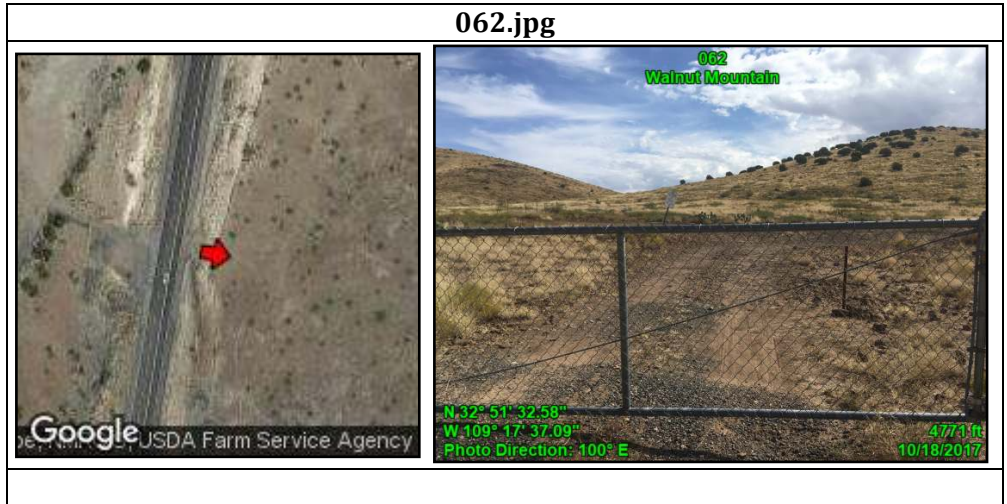 062.jpg
Google
USDA Farm Service Agency
062
Walnut Mountain
N 32° 51' 32.58"
W 109° 17' 37.09"
Photo Direction: 100° E
4771 ft
10/18/2017